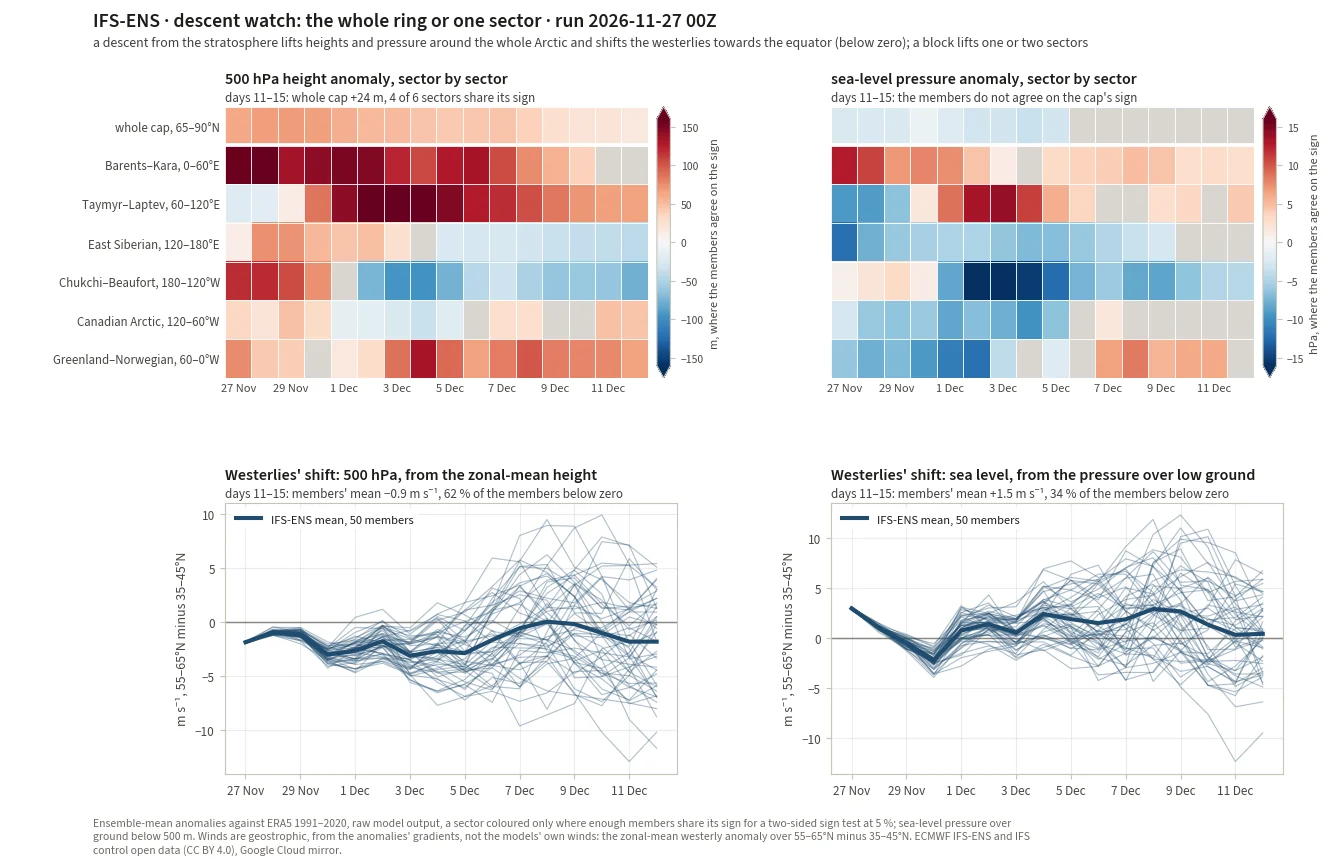 IFS-ENS · descent watch: the whole ring or one sector · run 2026-11-27 00Z
a descent from the stratosphere lifts heights and pressure around the whole Arctic and shifts the westerlies towards the equator (below zero); a block lifts one or two sectors
500 hPa height anomaly, sector by sector
days 11–15: whole cap +24 m, 4 of 6 sectors share its sign
whole cap, 65–90°N
Barents–Kara, 0–60°E
Taymyr–Laptev, 60–120°E
East Siberian, 120–180°E
Chukchi–Beaufort, 180–120°W
Canadian Arctic, 120–60°W
Greenland–Norwegian, 60–0°W
27 Nov 29 Nov 1 Dec 3 Dec 5 Dec 7 Dec 9 Dec 11 Dec
150
100
50
0
−50
−100
−150
m, where the members agree on the sign
sea-level pressure anomaly, sector by sector
days 11–15: the members do not agree on the cap's sign
27 Nov 29 Nov 1 Dec 3 Dec 5 Dec 7 Dec 9 Dec 11 Dec
15
10
5
0
−5
−10
−15
hPa, where the members agree on the sign
Westerlies' shift: 500 hPa, from the zonal-mean height
days 11–15: members' mean −0.9 m s⁻¹, 62 % of the members below zero
IFS-ENS mean, 50 members
m s⁻¹, 55–65°N minus 35–45°N
10
5
0
−5
−10
27 Nov 29 Nov 1 Dec 3 Dec 5 Dec 7 Dec 9 Dec 11 Dec
Westerlies' shift: sea level, from the pressure over low ground
days 11–15: members' mean +1.5 m s⁻¹, 34 % of the members below zero
IFS-ENS mean, 50 members
m s⁻¹, 55–65°N minus 35–45°N
10
5
0
−5
−10
27 Nov 29 Nov 1 Dec 3 Dec 5 Dec 7 Dec 9 Dec 11 Dec
Ensemble-mean anomalies against ERA5 1991–2020, raw model output, a sector coloured only where enough members share its sign for a two-sided sign test at 5 %; sea-level pressure over
ground below 500 m. Winds are geostrophic, from the anomalies' gradients, not the models' own winds: the zonal-mean westerly anomaly over 55–65°N minus 35–45°N. ECMWF IFS-ENS and IFS
control open data (CC BY 4.0), Google Cloud mirror.